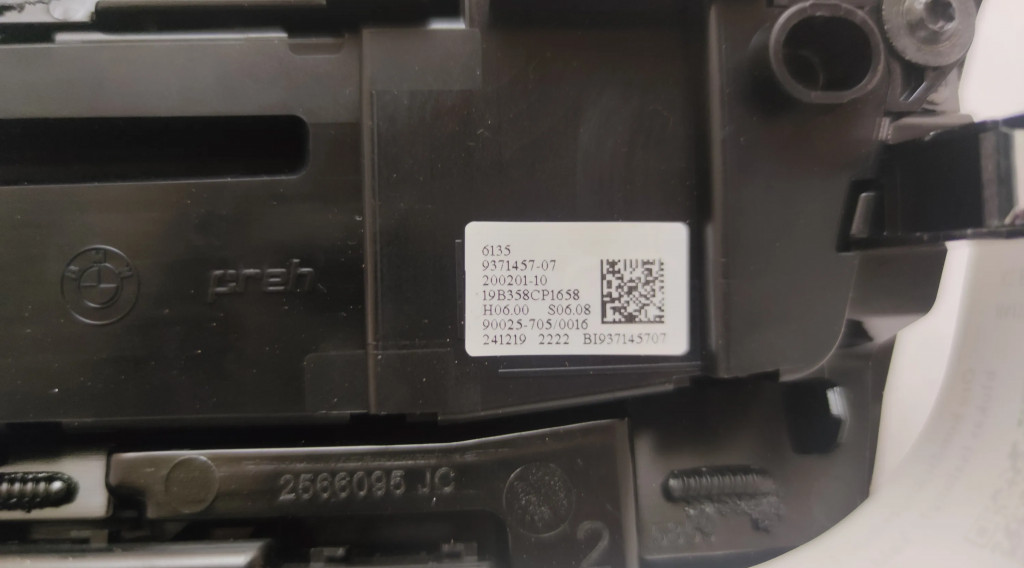 BMW
preh
6135
9371457-07
200201-10
19B358CP1658
H06.00 S06.08
90025-705/0016
241219 2222 BI937145707
2566095 JC
2